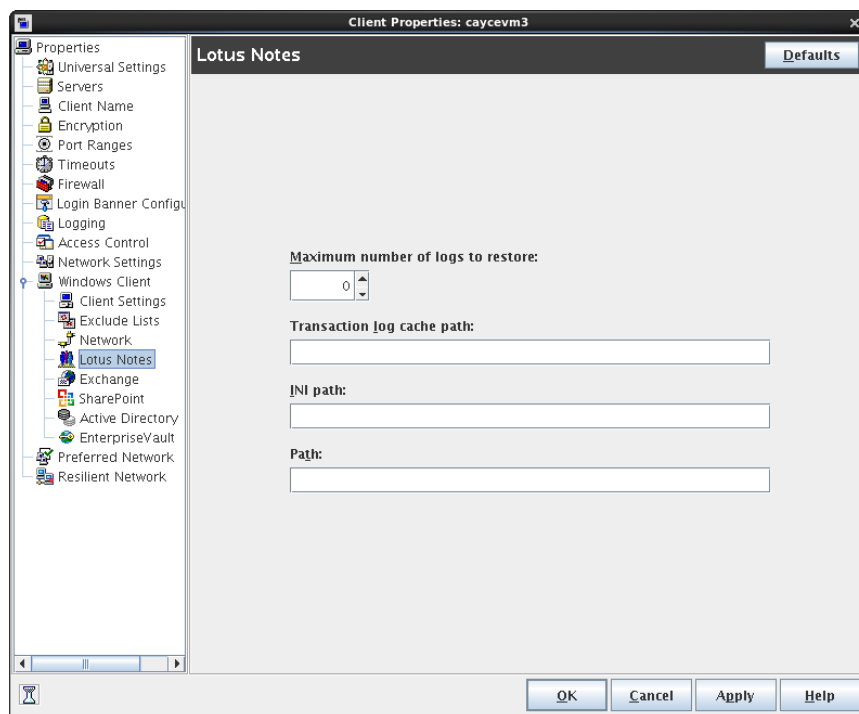 Client Properties: caycevm3
Properties
Universal Settings
Servers
Client Name
Encryption
Port Ranges
Timeouts
Firewall
Login Banner Configu
Logging
Access Control
Network Settings
Windows Client
Client Settings
Exclude Lists
Network
Lotus Notes
Exchange
SharePoint
Active Directory
EnterpriseVault
Preferred Network
Resilient Network
Lotus Notes
Defaults
Maximum number of logs to restore:
0
Transaction log cache path:
INI path:
Path:
OK Cancel Apply Help